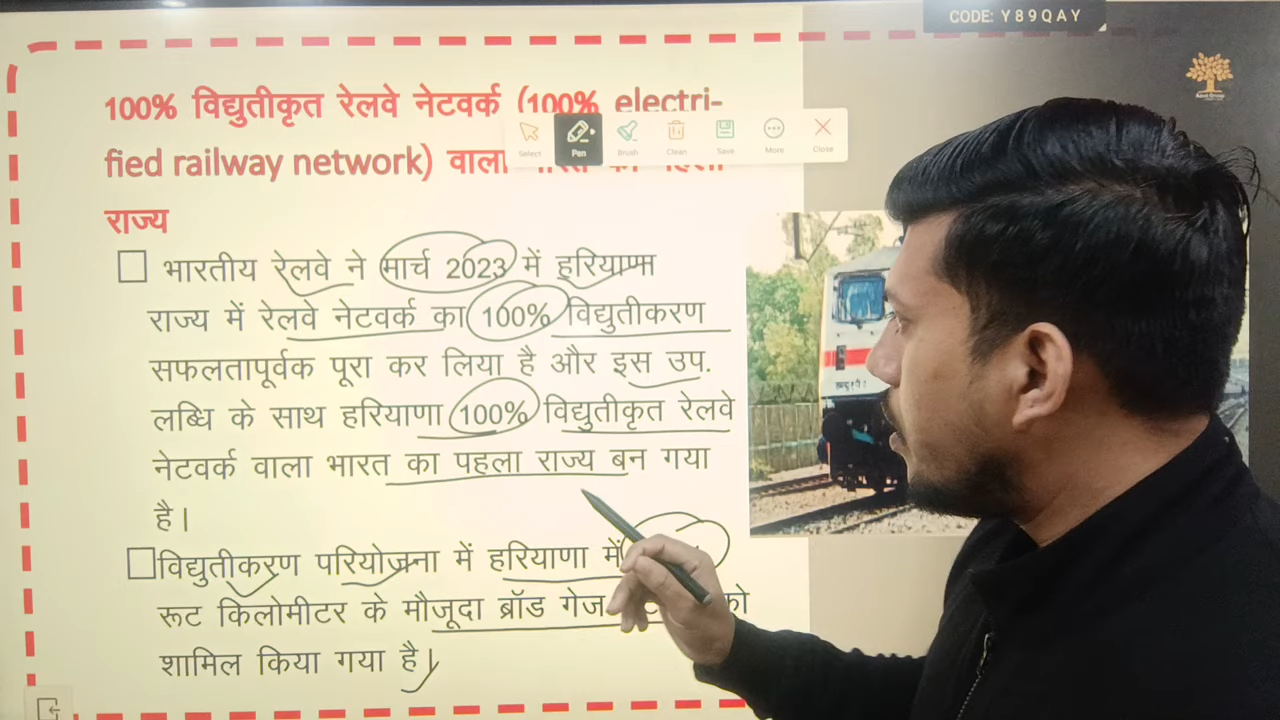 CODE: Y89QAY
100% विद्युतीकृत रेलवे नेटवर्क (100% electri-
fied railway network) वाला
राज्य
Select Pen Brush Clean Save More Close
भारतीय रेलवे ने मार्च 2023 में हरियाणा
राज्य में रेलवे नेटवर्क का 100% विद्युतीकरण
सफलतापूर्वक पूरा कर लिया है और इस उप.
लब्धि के साथ हरियाणा 100% विद्युतीकृत रेलवे
नेटवर्क वाला भारत का पहला राज्य बन गया
है।
विद्युतीकरण परियोजना में हरियाणा में
रूट किलोमीटर के मौजूदा ब्रॉड गेज को
शामिल किया गया है